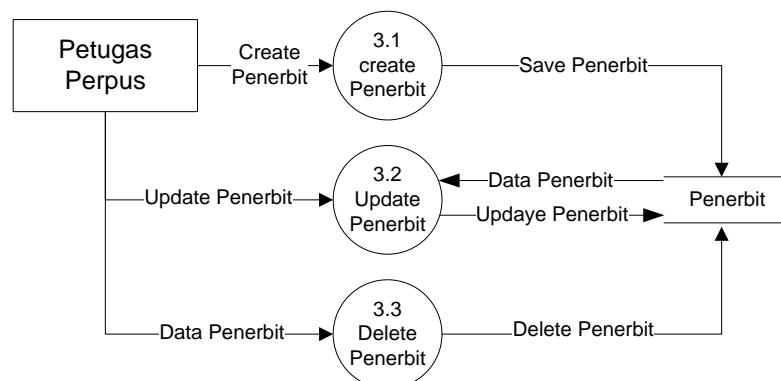 Petugas
Perpus
Create
Penerbit
3.1
create
Penerbit
Save Penerbit
Update Penerbit
3.2
Update
Penerbit
Data Penerbit
Updaye Penerbit
Penerbit
Data Penerbit
3.3
Delete
Penerbit
Delete Penerbit